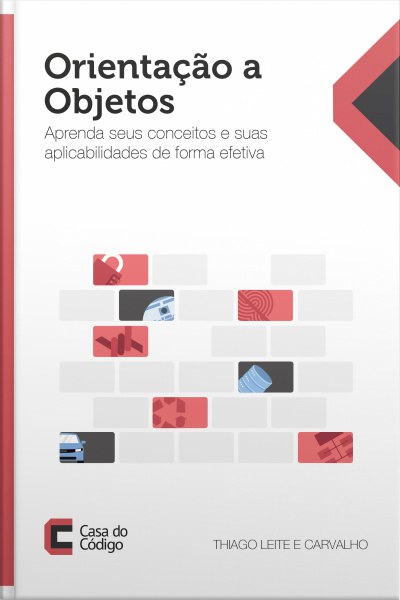 Orientação a
Objetos
Aprenda seus conceitos e suas
aplicabilidades de forma efetiva
Casa do
Código
THIAGO LEITE E CARVALHO